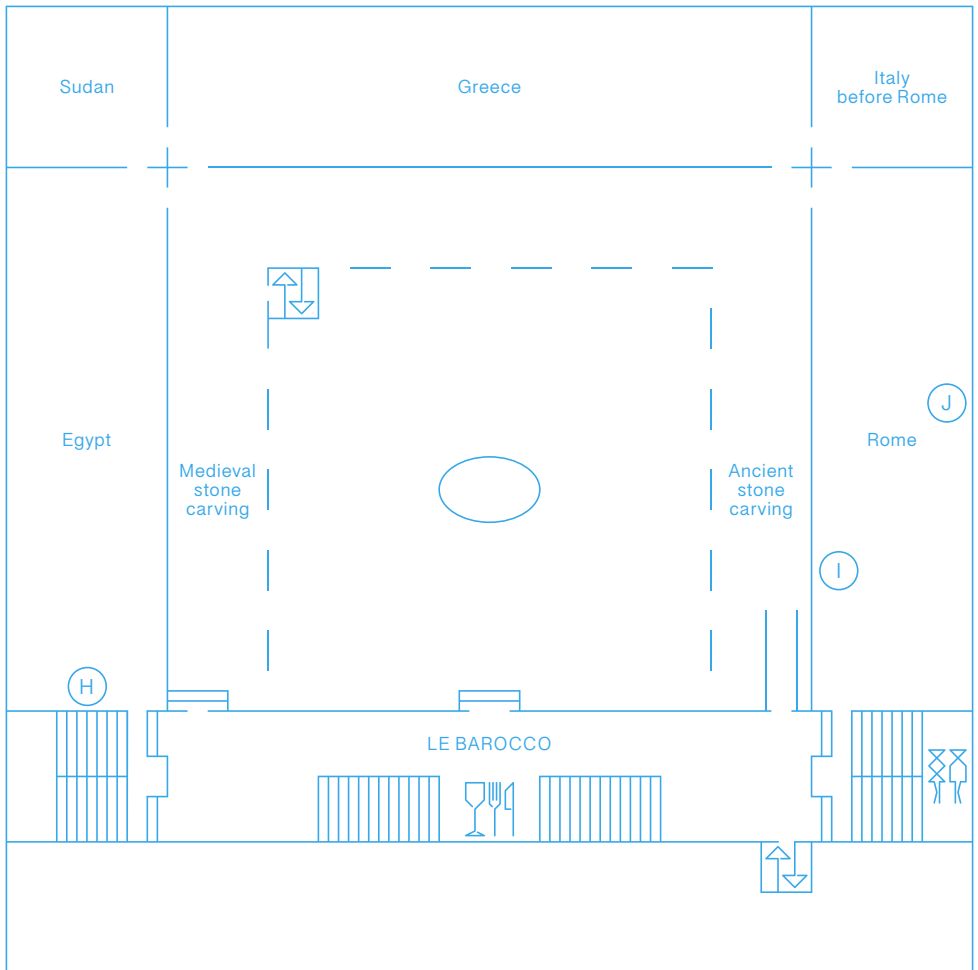 Sudan
Greece
Italy
before Rome
J
Egypt
Rome
Medieval
stone
carving
Ancient
stone
carving
I
H
LE BAROCCO